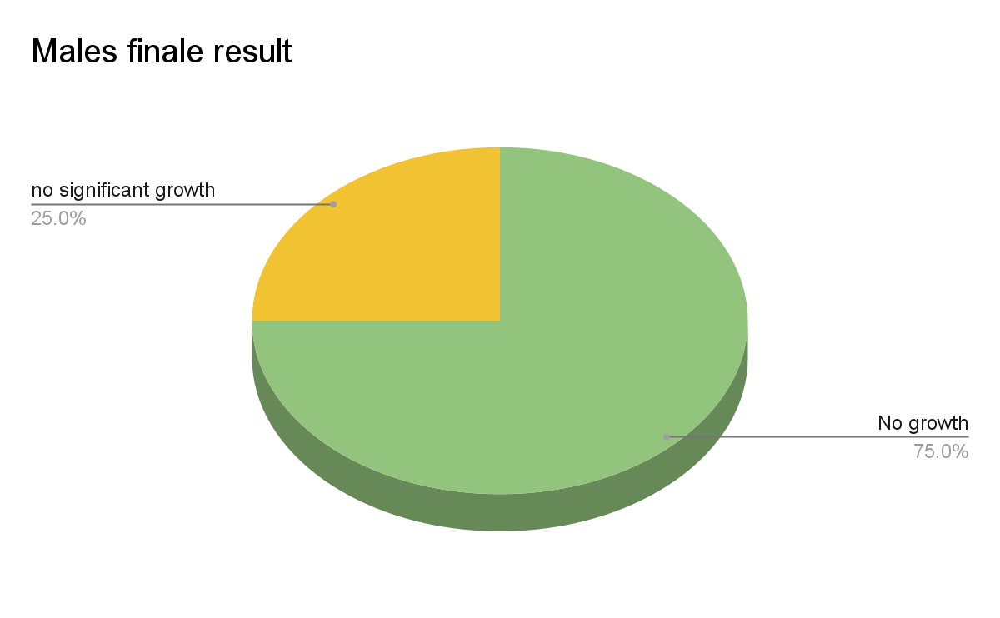 Males finale result
no significant growth
25.0%
No growth
75.0%